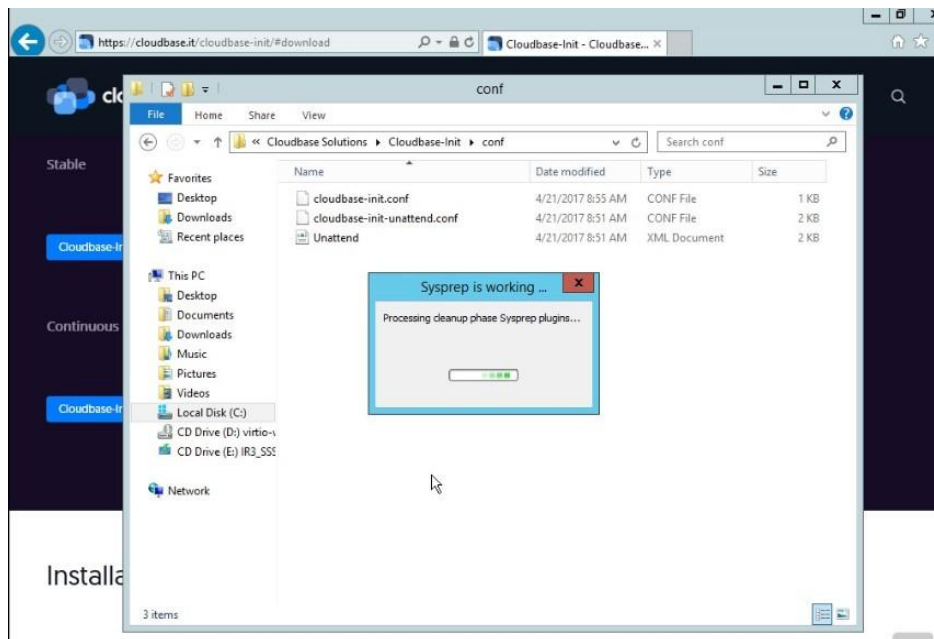 https://cloudbase.it/cloudbase-init/#download
Cloudbase-Init - Cloudbase...
conf
File Home Share View
« Cloudbase Solutions ▸ Cloudbase-Init ▸ conf
Search conf
Stable
Cloudbase-Ir
Continuous
Cloudbase-Ir
Favorites
Desktop
Downloads
Recent places
This PC
Desktop
Documents
Downloads
Music
Pictures
Videos
Local Disk (C:)
CD Drive (D:) virtio-v
CD Drive (E:) IR3_SSS
Network
Name Date modified Type Size
cloudbase-init.conf 4/21/2017 8:55 AM CONF File 1 KB
cloudbase-init-unattend.conf 4/21/2017 8:51 AM CONF File 2 KB
Unattend 4/21/2017 8:51 AM XML Document 2 KB
Sysprep is working ...
Processing cleanup phase Sysprep plugins...
3 items
Installa